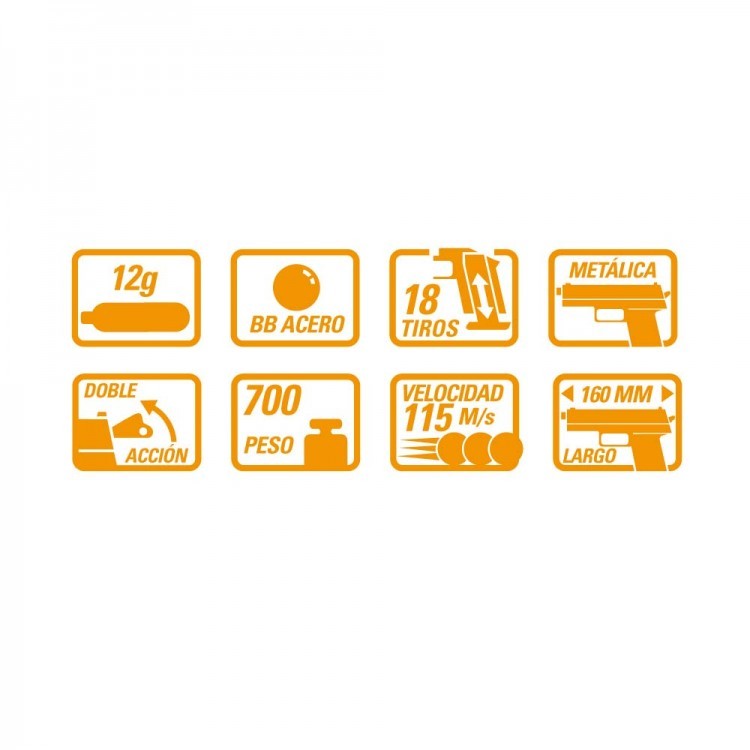 12g
BB ACERO
18
TIROS
METÁLICA
DOBLE
ACCIÓN
700
PESO
VELOCIDAD
115 M/s
160 MM
LARGO